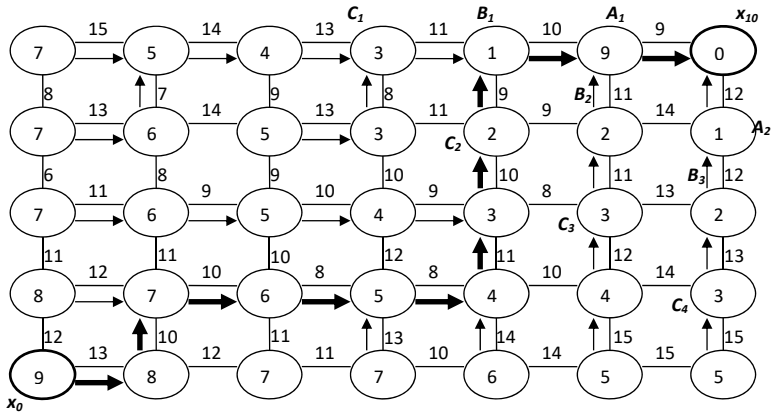 C₁ B₁ A₁ x₁₀
15 14 13 11 10 9
7 5 4 3 1 9 0
8 7 9 8 9 B₂ 11 12
13 14 13 11 9 14
7 6 5 3 C₂ 2 2 1 A₂
6 8 9 10 10 11 B₃ 12
11 9 10 9 8 13
7 6 5 4 3 C₃ 3 2
11 11 10 12 11 12 13
12 10 8 8 10 14
8 7 6 5 4 4 C₄ 3
12 10 11 13 14 15 15
13 12 11 10 14 15
9 8 7 7 6 5 5
x₀